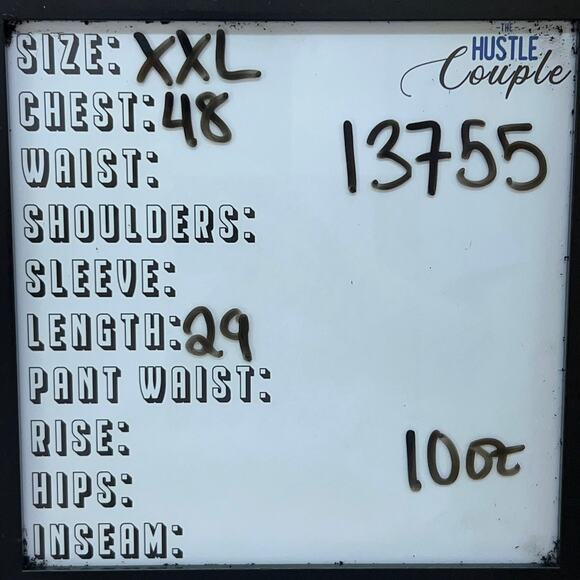 THE
HUSTLE
Couple
SIZE: XXL
CHEST: 48
13755
WAIST:
SHOULDERS:
SLEEVE:
LENGTH: 29
PANT WAIST:
RISE:
10oz
HIPS:
INSEAM: